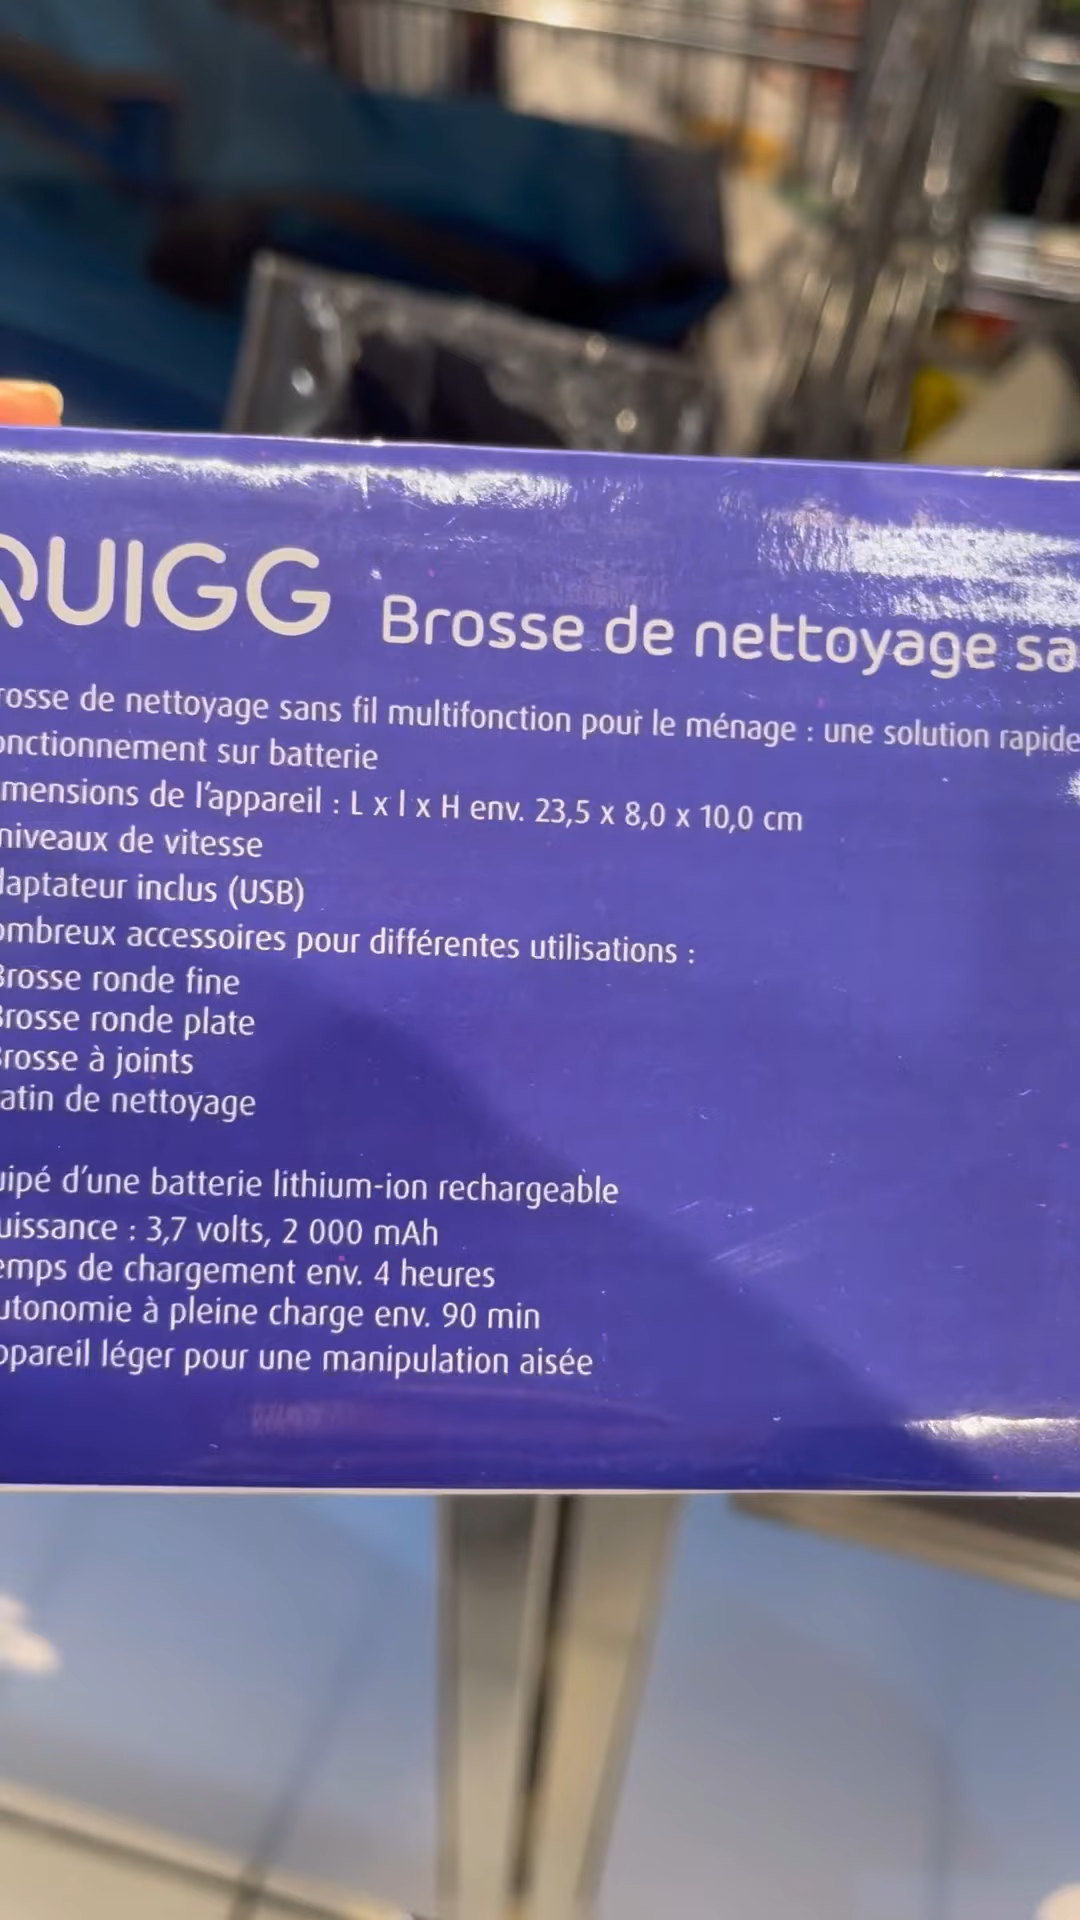 QUIGG Brosse de nettoyage sa
rosse de nettoyage sans fil multifonction pour le ménage : une solution rapide
onctionnement sur batterie
mensions de l'appareil : L x l x H env. 23,5 x 8,0 x 10,0 cm
niveaux de vitesse
daptateur inclus (USB)
ombreux accessoires pour différentes utilisations :
Brosse ronde fine
Brosse ronde plate
Brosse à joints
atin de nettoyage
uipé d'une batterie lithium-ion rechargeable
uissance : 3,7 volts, 2 000 mAh
emps de chargement env. 4 heures
utonomie à pleine charge env. 90 min
ppareil léger pour une manipulation aisée